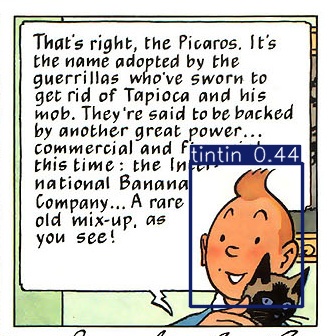 That's right, the Picaros. It's
the name adopted by the
guerrillas who've sworn to
get rid of Tapioca and his
mob. They're said to be backed
by another great power...
commercial and
this time: the
national Banana
Company... A rare
old mix-up, as
you see!
tintin 0.44